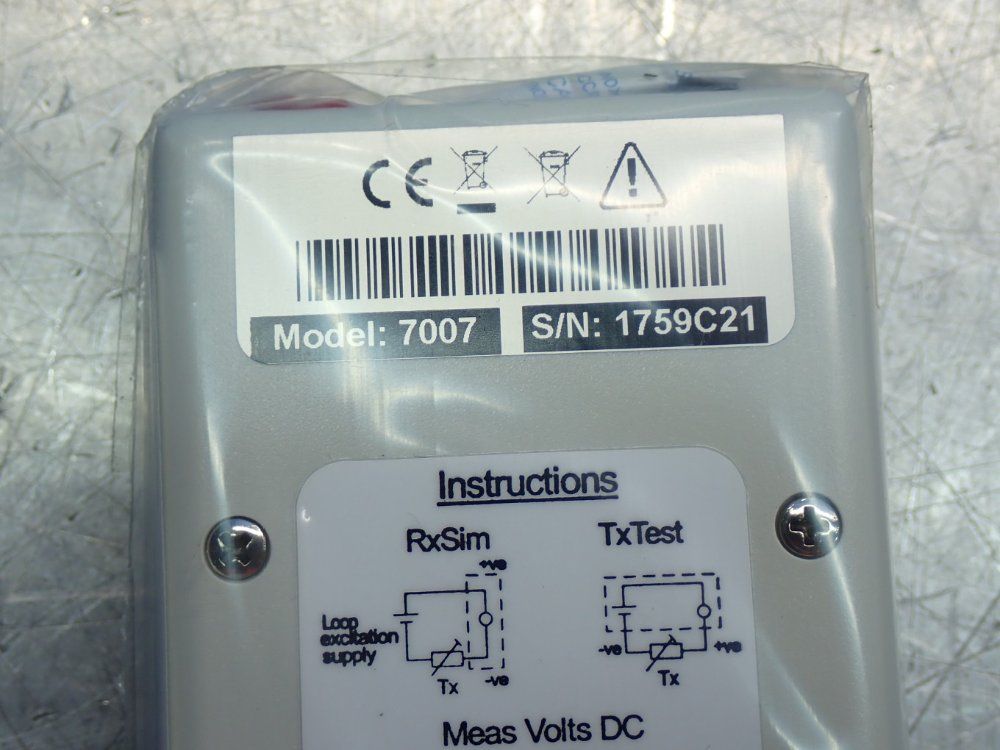 CE
Model: 7007
S/N: 1759C21
Instructions
RxSim
TxTest
+ve
Loop
excitation
supply
-ve
Tx
-ve
+ve
Tx
Meas Volts DC